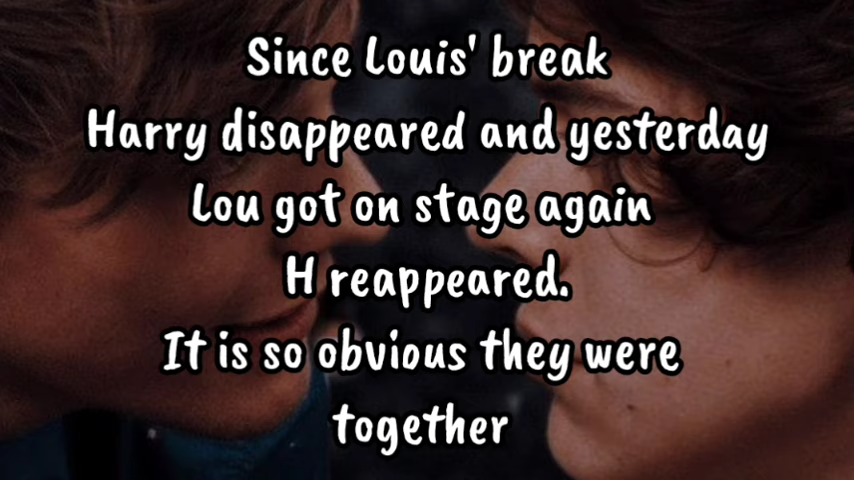 Since Louis' break
Harry disappeared and yesterday
Lou got on stage again
H reappeared.
It is so obvious they were
together